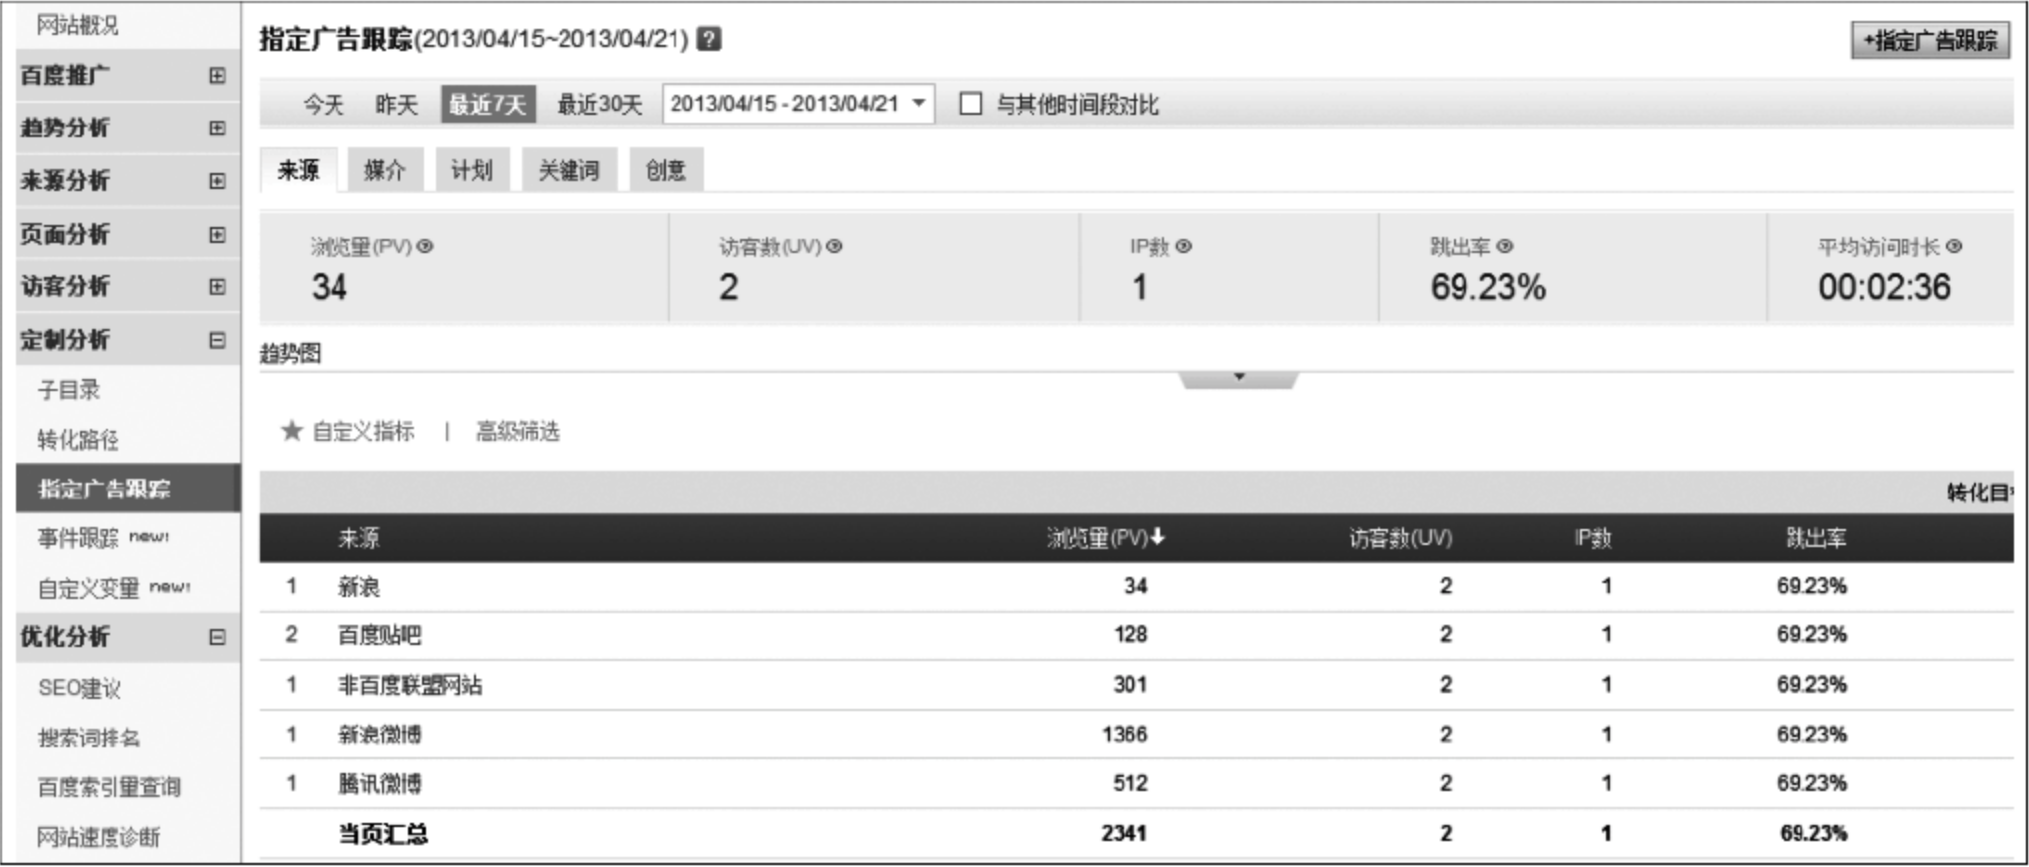 网站概况
百度推广
趋势分析
来源分析
页面分析
访客分析
定制分析
子目录
转化路径
指定广告跟踪
事件跟踪 new!
自定义变量 new!
优化分析
SEO建议
搜索词排名
百度索引量查询
网站速度诊断
指定广告跟踪(2013/04/15~2013/04/21) ?
+指定广告跟踪
今天 昨天 最近7天 最近30天 2013/04/15 - 2013/04/21 与其他时间段对比
来源 媒介 计划 关键词 创意
浏览量(PV) 访客数(UV) IP数 跳出率 平均访问时长
34 2 1 69.23% 00:02:36
趋势图
自定义指标 | 高级筛选
转化目
来源 浏览量(PV) 访客数(UV) IP数 跳出率
1 新浪 34 2 1 69.23%
2 百度贴吧 128 2 1 69.23%
1 非百度联盟网站 301 2 1 69.23%
1 新浪微博 1366 2 1 69.23%
1 腾讯微博 512 2 1 69.23%
当页汇总 2341 2 1 69.23%